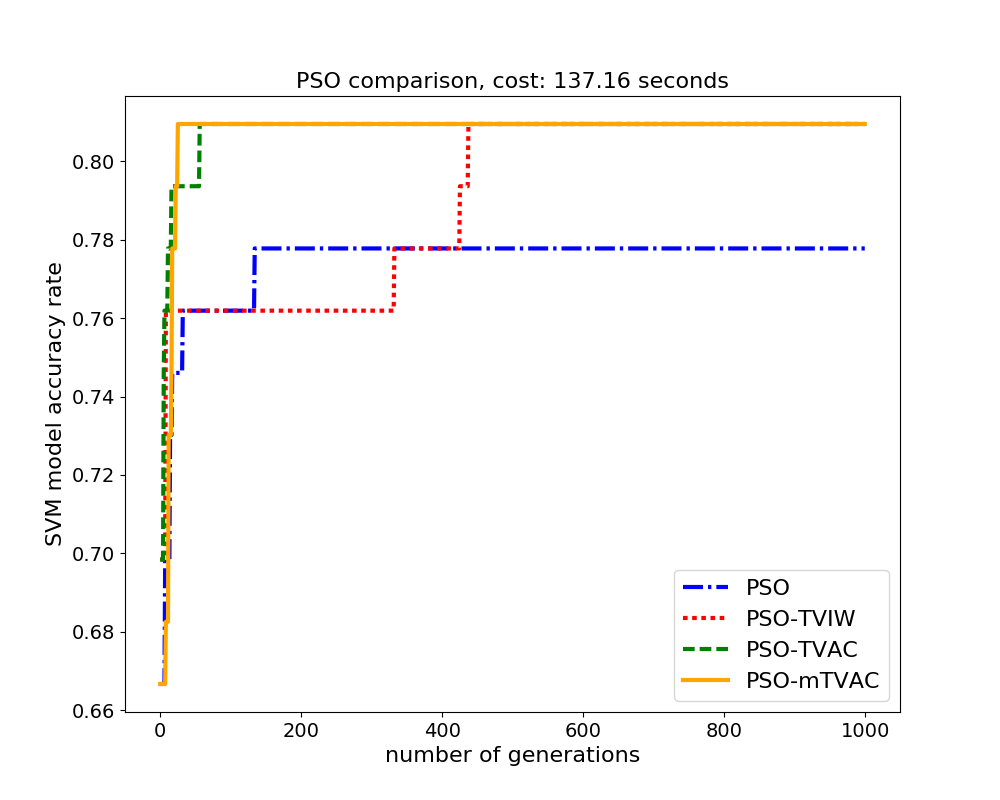 PSO comparison, cost: 137.16 seconds
SVM model accuracy rate
0.80
0.78
0.76
0.74
0.72
0.70
0.68
0.66
PSO
PSO-TVIW
PSO-TVAC
PSO-mTVAC
0 200 400 600 800 1000
number of generations